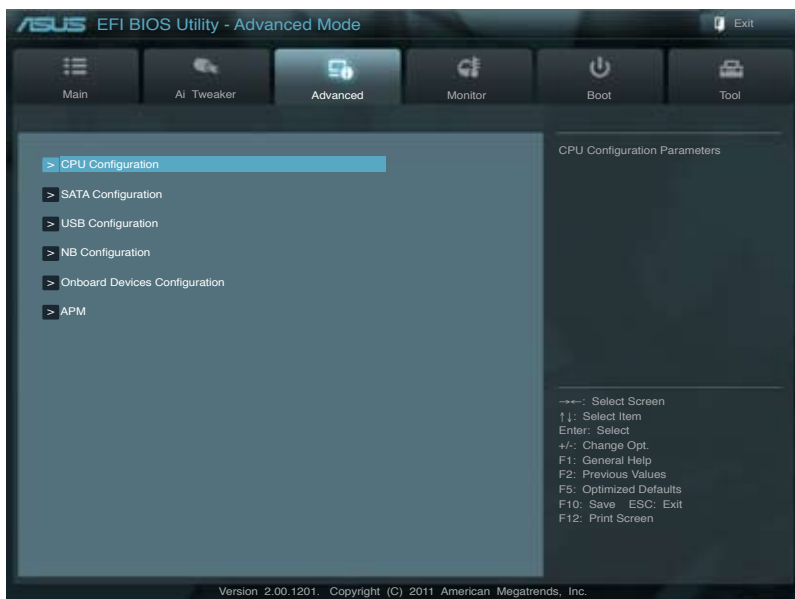 ASUS EFI BIOS Utility - Advanced Mode
Exit
Main
Ai Tweaker
Advanced
Monitor
Boot
Tool
> CPU Configuration
> SATA Configuration
> USB Configuration
> NB Configuration
> Onboard Devices Configuration
> APM
CPU Configuration Parameters
→←: Select Screen
↑↓: Select Item
Enter: Select
+/-: Change Opt.
F1: General Help
F2: Previous Values
F5: Optimized Defaults
F10: Save ESC: Exit
F12: Print Screen
Version 2.00.1201. Copyright (C) 2011 American Megatrends, Inc.